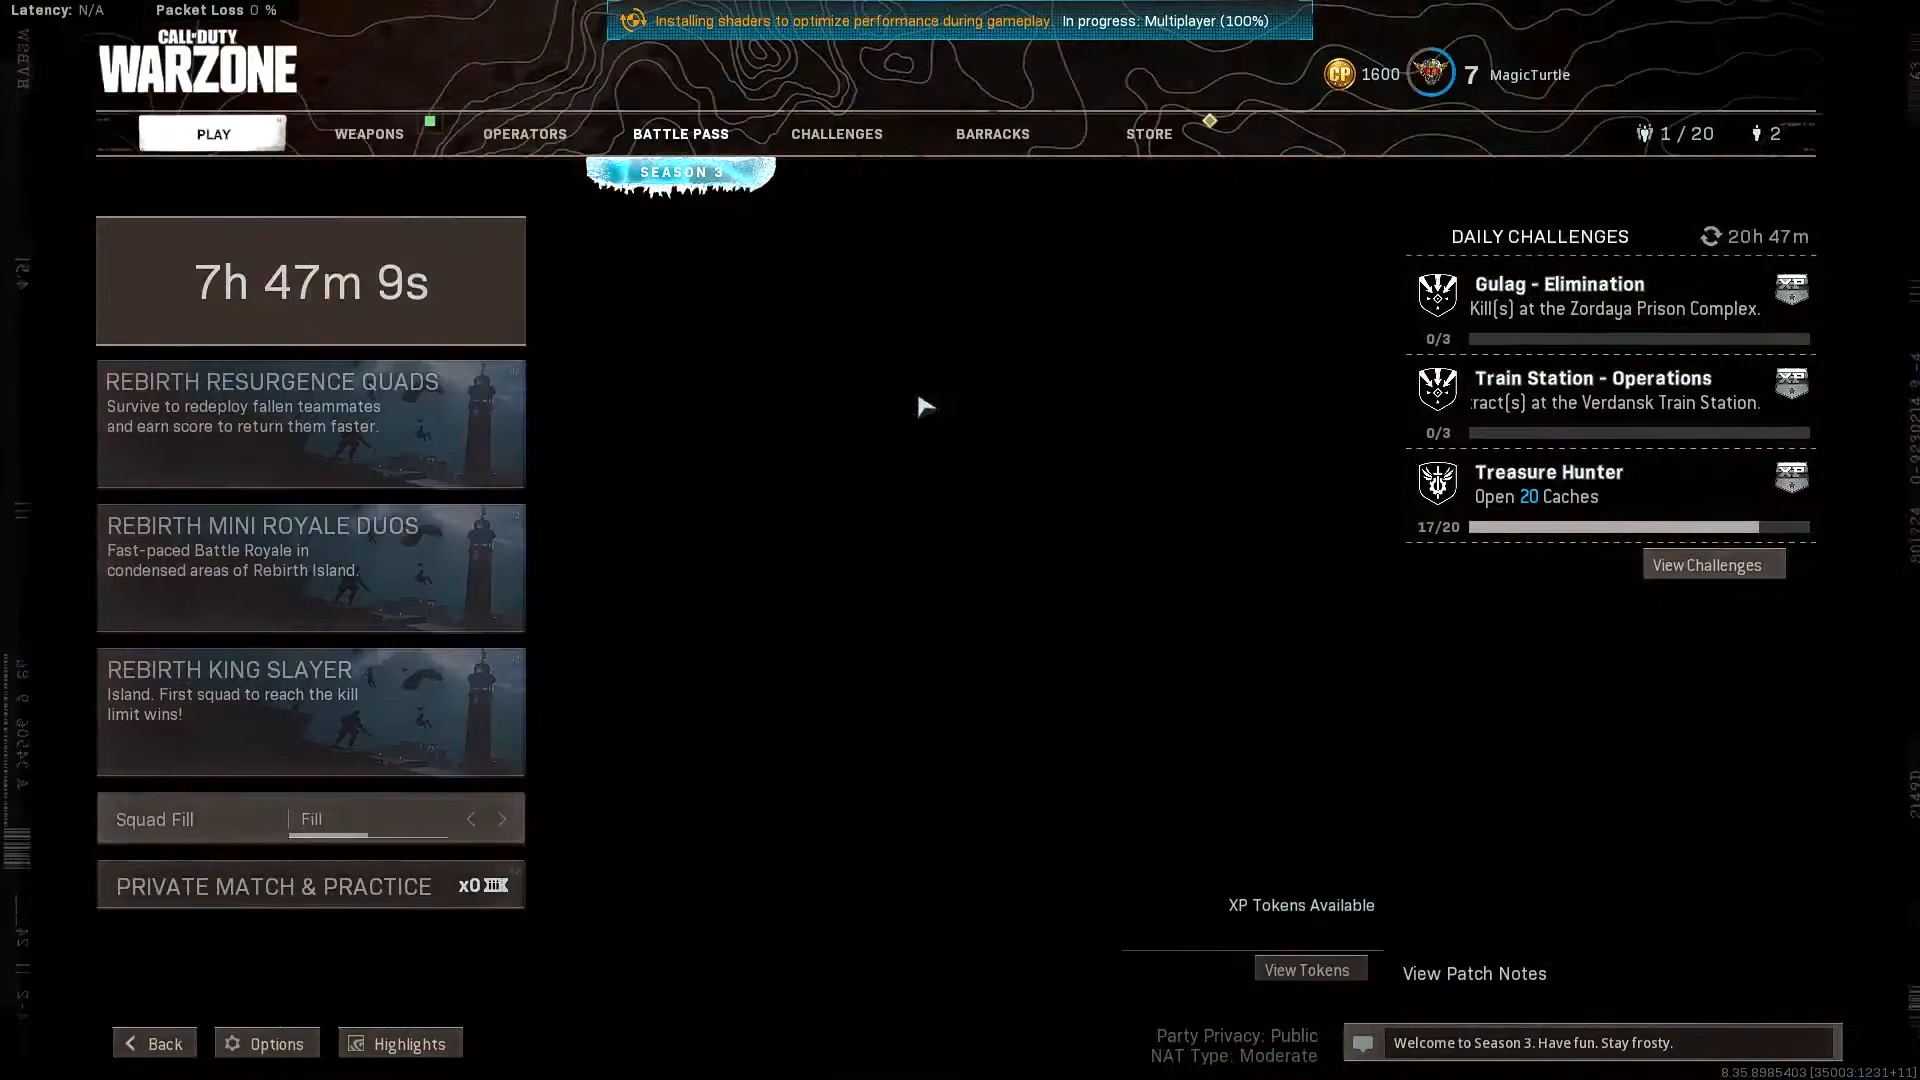 Latency: N/A Packet Loss 0 %
Installing shaders to optimize performance during gameplay. In progress: Multiplayer (100%)
CALL OF DUTY
WARZONE
CP 1600 7 MagicTurtle
PLAY WEAPONS OPERATORS BATTLE PASS CHALLENGES BARRACKS STORE 1 / 20 2
SEASON 3
7h 47m 9s
REBIRTH RESURGENCE QUADS
Survive to redeploy fallen teammates
and earn score to return them faster.
REBIRTH MINI ROYALE DUOS
Fast-paced Battle Royale in
condensed areas of Rebirth Island.
REBIRTH KING SLAYER
Island. First squad to reach the kill
limit wins!
Squad Fill Fill
PRIVATE MATCH & PRACTICE x0
DAILY CHALLENGES 20h 47m
Gulag - Elimination
Kill(s) at the Zordaya Prison Complex.
0/3
Train Station - Operations
ract(s) at the Verdansk Train Station.
0/3
Treasure Hunter
Open 20 Caches
17/20
View Challenges
XP Tokens Available
View Tokens View Patch Notes
Back Options Highlights
Party Privacy: Public
NAT Type: Moderate
Welcome to Season 3. Have fun. Stay frosty.
8.35.8985403 [35003:1231+11]